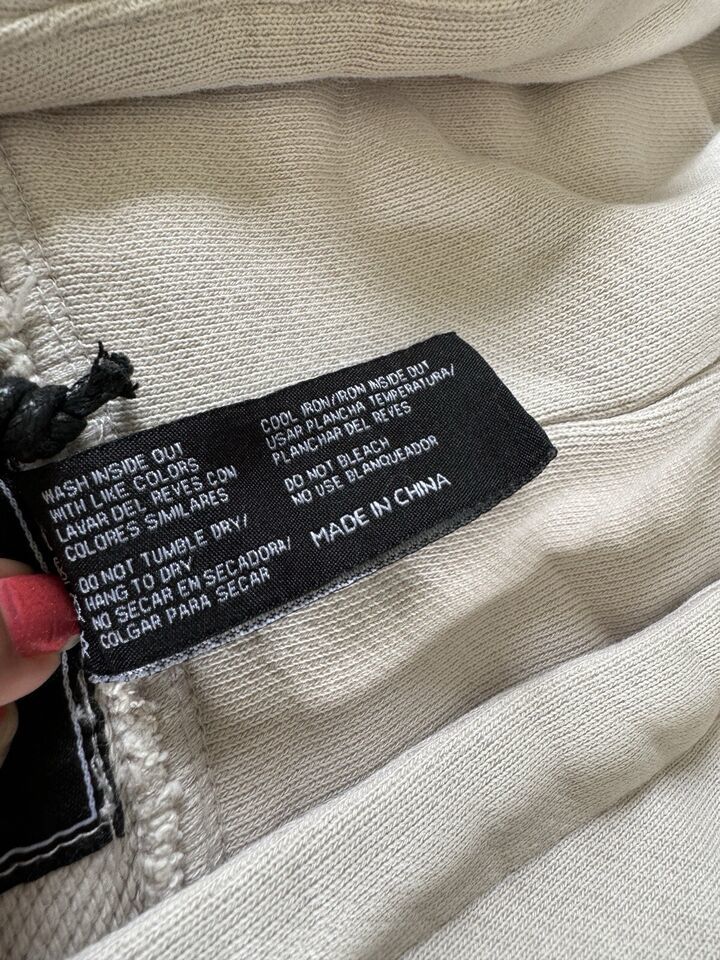 WASH INSIDE OUT
WITH LIKE COLORS
LAVAR DEL REVES CON
COLORES SIMILARES
DO NOT TUMBLE DRY/
HANG TO DRY
NO SECAR EN SECADORA/
COLGAR PARA SECAR
COOL IRON/IRON INSIDE OUT
USAR PLANCHA TEMPERATURA/
PLANCHAR DEL REYES
DO NOT BLEACH
NO USE BLANQUEADOR
MADE IN CHINA